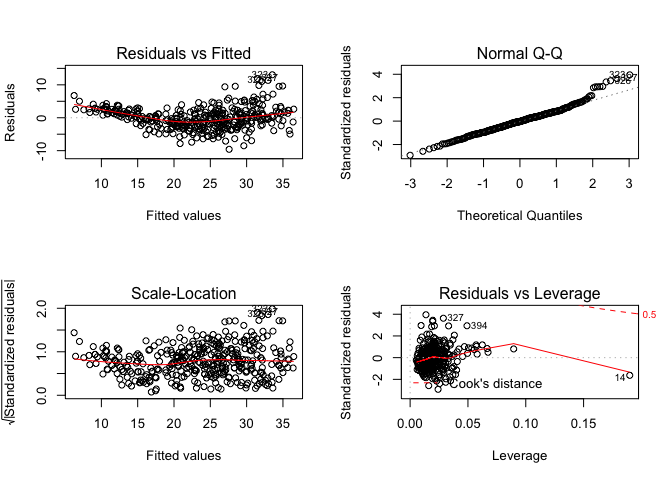 Residuals vs Fitted
Residuals
-10 0 10
10 15 20 25 30 35
Fitted values
Normal Q-Q
Standardized residuals
-2 0 2 4
-3 -2 -1 0 1 2 3
Theoretical Quantiles
Scale-Location
√|Standardized residuals|
0.0 1.0 2.0
10 15 20 25 30 35
Fitted values
Residuals vs Leverage
Standardized residuals
-2 0 2 4
327
394
14
0.5
Cook's distance
0.00 0.05 0.10 0.15
Leverage